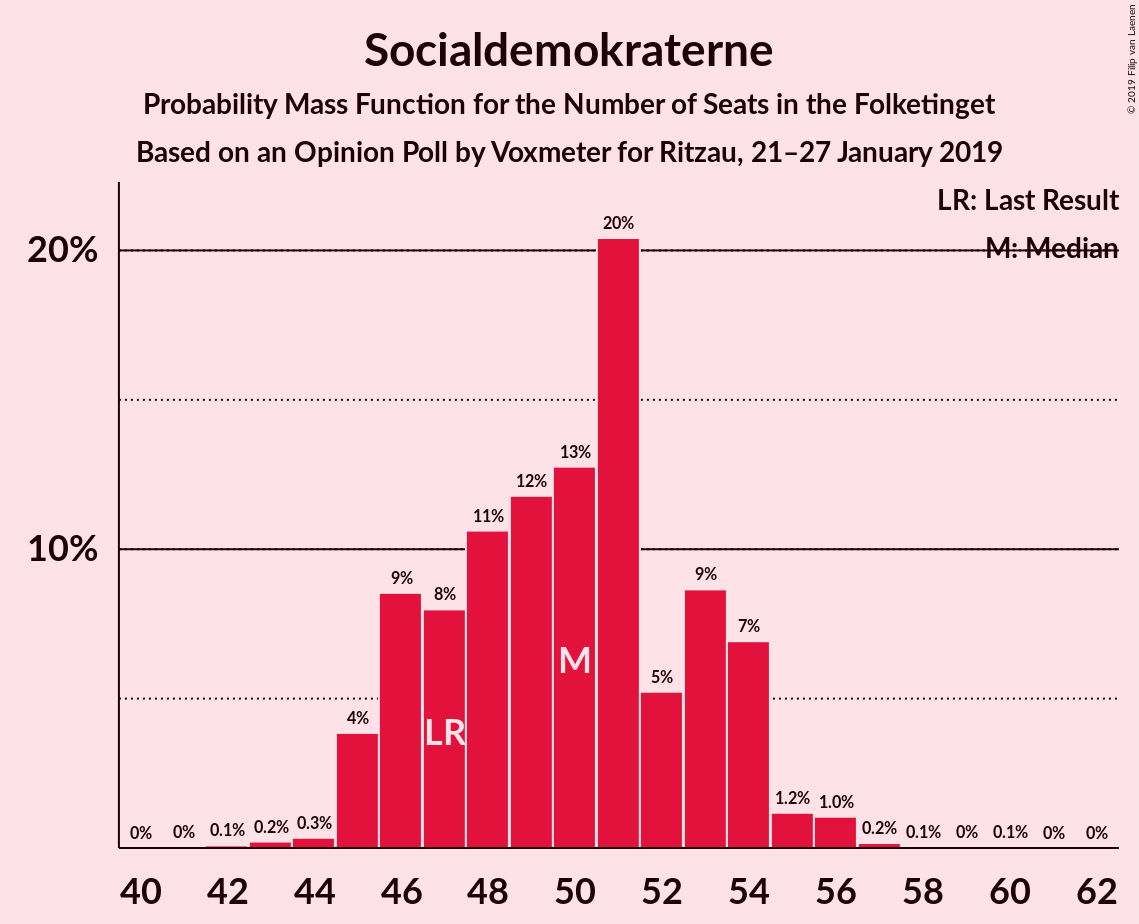 Socialdemokraterne
Probability Mass Function for the Number of Seats in the Folketinget
Based on an Opinion Poll by Voxmeter for Ritzau, 21–27 January 2019
© 2019 Filip van Laenen
LR: Last Result
M: Median
20%
10%
0%
0%
0.1%
0.2%
0.3%
4%
9%
8%
11%
12%
13%
20%
5%
9%
7%
1.2%
1.0%
0.2%
0.1%
0%
0.1%
0%
0%
LR
M
40 42 44 46 48 50 52 54 56 58 60 62